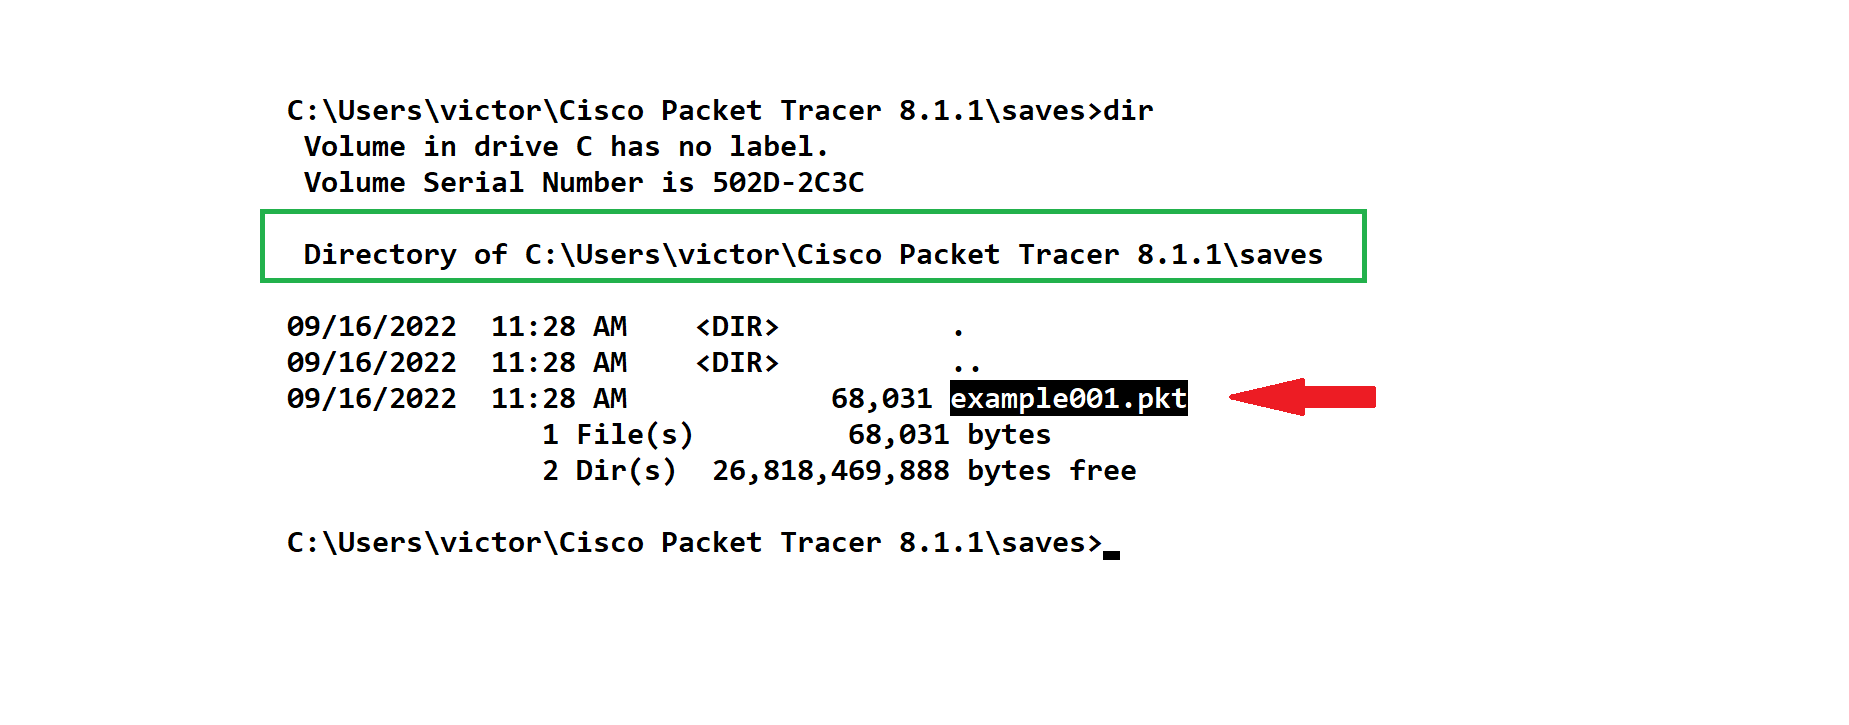 C:\Users\victor\Cisco Packet Tracer 8.1.1\saves>dir
 Volume in drive C has no label.
 Volume Serial Number is 502D-2C3C
 Directory of C:\Users\victor\Cisco Packet Tracer 8.1.1\saves
09/16/2022  11:28 AM    <DIR>          .
09/16/2022  11:28 AM    <DIR>          ..
09/16/2022  11:28 AM            68,031 example001.pkt
               1 File(s)         68,031 bytes
               2 Dir(s)  26,818,469,888 bytes free
C:\Users\victor\Cisco Packet Tracer 8.1.1\saves>_